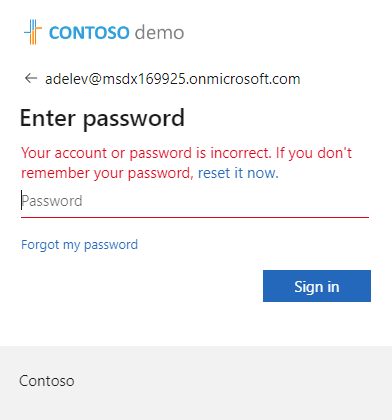 CONTOSO demo
adelev@msdx169925.onmicrosoft.com
Enter password
Your account or password is incorrect. If you don't
remember your password, reset it now.
Password
Forgot my password
Sign in
Contoso